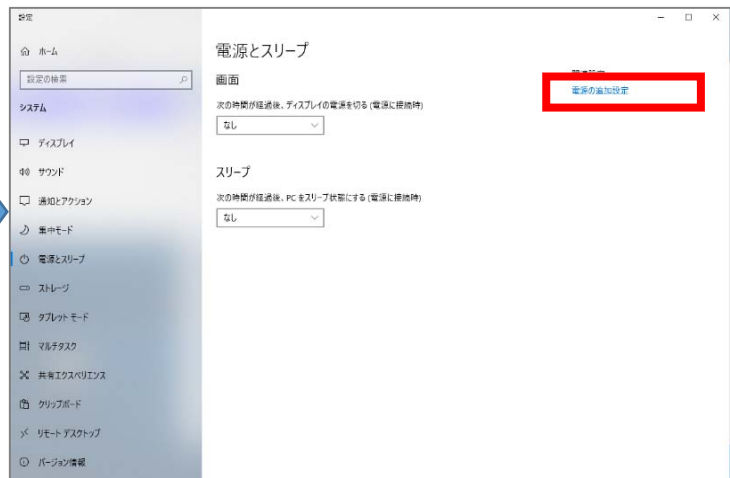 設定
ホーム
設定の検索
システム
ディスプレイ
サウンド
通知とアクション
集中モード
電源とスリープ
ストレージ
タブレット モード
マルチタスク
共有エクスペリエンス
クリップボード
リモート デスクトップ
バージョン情報
電源とスリープ
画面
次の時間が経過後、ディスプレイの電源を切る (電源に接続時)
なし
スリープ
次の時間が経過後、PC をスリープ状態にする (電源に接続時)
なし
電源の追加設定